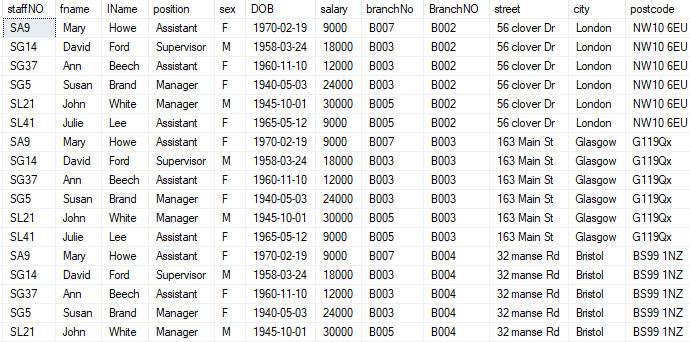 staffNO fname lName position sex DOB salary branchNo BranchNO street city postcode
SA9 Mary Howe Assistant F 1970-02-19 9000 B007 B002 56 clover Dr London NW10 6EU
SG14 David Ford Supervisor M 1958-03-24 18000 B003 B002 56 clover Dr London NW10 6EU
SG37 Ann Beech Assistant F 1960-11-10 12000 B003 B002 56 clover Dr London NW10 6EU
SG5 Susan Brand Manager F 1940-05-03 24000 B003 B002 56 clover Dr London NW10 6EU
SL21 John White Manager M 1945-10-01 30000 B005 B002 56 clover Dr London NW10 6EU
SL41 Julie Lee Assistant F 1965-05-12 9000 B005 B002 56 clover Dr London NW10 6EU
SA9 Mary Howe Assistant F 1970-02-19 9000 B007 B003 163 Main St Glasgow G119Qx
SG14 David Ford Supervisor M 1958-03-24 18000 B003 B003 163 Main St Glasgow G119Qx
SG37 Ann Beech Assistant F 1960-11-10 12000 B003 B003 163 Main St Glasgow G119Qx
SG5 Susan Brand Manager F 1940-05-03 24000 B003 B003 163 Main St Glasgow G119Qx
SL21 John White Manager M 1945-10-01 30000 B005 B003 163 Main St Glasgow G119Qx
SL41 Julie Lee Assistant F 1965-05-12 9000 B005 B003 163 Main St Glasgow G119Qx
SA9 Mary Howe Assistant F 1970-02-19 9000 B007 B004 32 manse Rd Bristol BS99 1NZ
SG14 David Ford Supervisor M 1958-03-24 18000 B003 B004 32 manse Rd Bristol BS99 1NZ
SG37 Ann Beech Assistant F 1960-11-10 12000 B003 B004 32 manse Rd Bristol BS99 1NZ
SG5 Susan Brand Manager F 1940-05-03 24000 B003 B004 32 manse Rd Bristol BS99 1NZ
SL21 John White Manager M 1945-10-01 30000 B005 B004 32 manse Rd Bristol BS99 1NZ